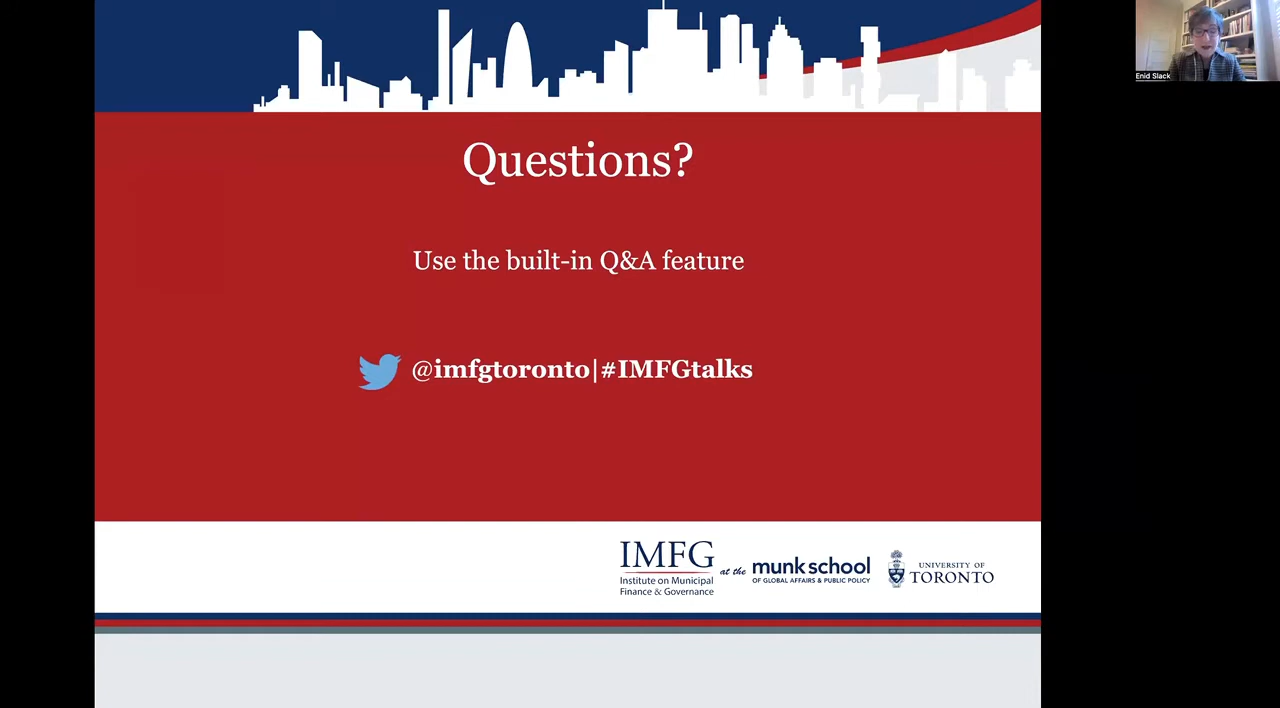 Enid Slack
Questions?
Use the built-in Q&A feature
@imfgtoronto|#IMFGtalks
IMFG
Institute on Municipal
Finance & Governance
at the
munk school
OF GLOBAL AFFAIRS & PUBLIC POLICY
UNIVERSITY OF
TORONTO